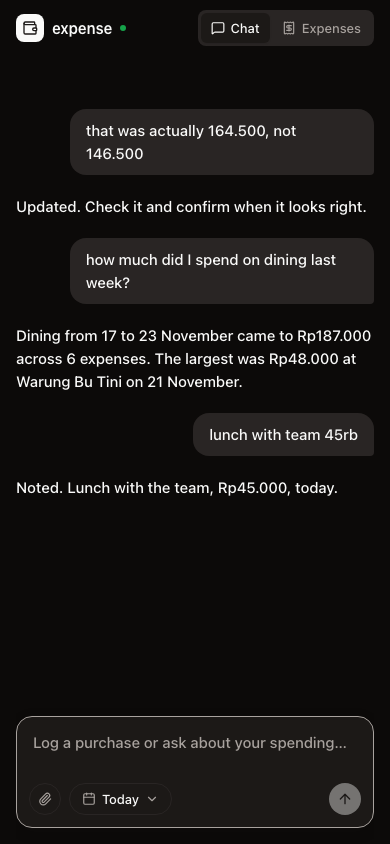 expense
Chat
Expenses
that was actually 164.500, not
146.500
Updated. Check it and confirm when it looks right.
how much did I spend on dining last
week?
Dining from 17 to 23 November came to Rp187.000
across 6 expenses. The largest was Rp48.000 at
Warung Bu Tini on 21 November.
lunch with team 45rb
Noted. Lunch with the team, Rp45.000, today.
Log a purchase or ask about your spending...
Today